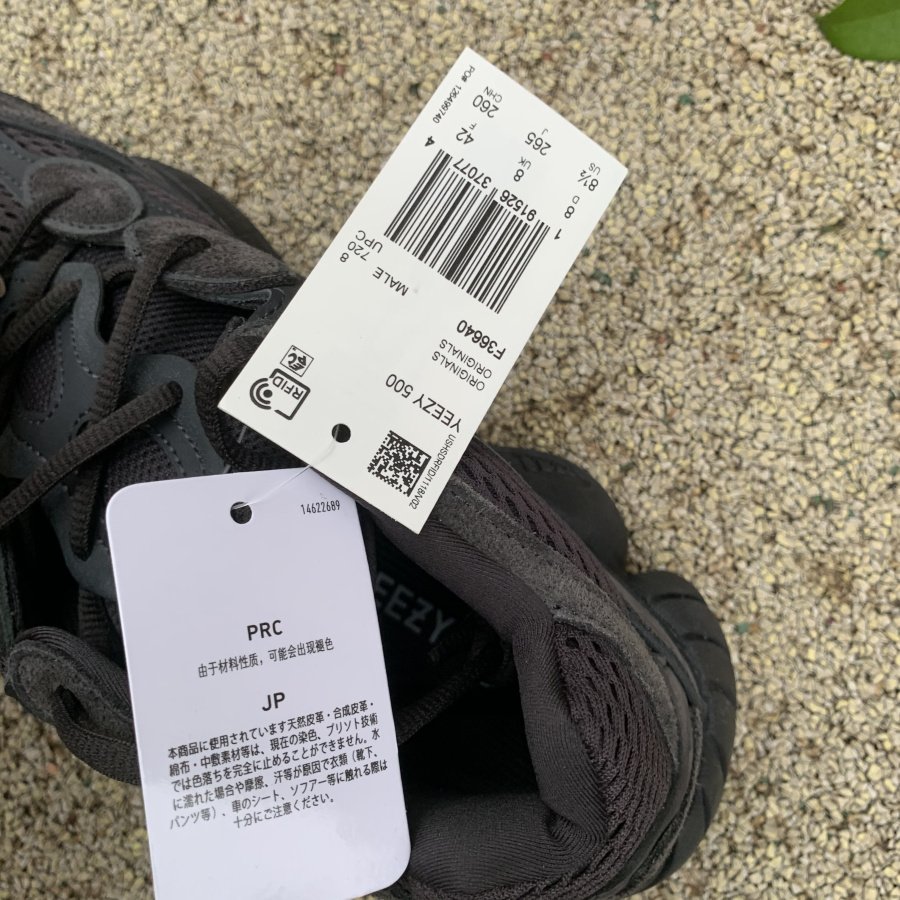 PO# 126499740
8½
US
8
D
8
UK
265
J
42
F
260
CHN
1
91526 37077
4
720
8
UPC
MALE
ORIGINALS
ORIGINALS
F36640
YEEZY 500
RFID
USHSDRFID/1118/V02
14622689
PRC
由于材料性质，可能会出现褪色
JP
本商品に使用されています天然皮革・合成皮革・
綿布・中敷素材等は、現在の染色、プリント技術
では色落ちを完全に止めることができません。水
に濡れた場合や摩擦、汗等が原因で衣類（靴下、
パンツ等）、車のシート、ソファー等に触れる際は
十分にご注意ください。
YEEZY